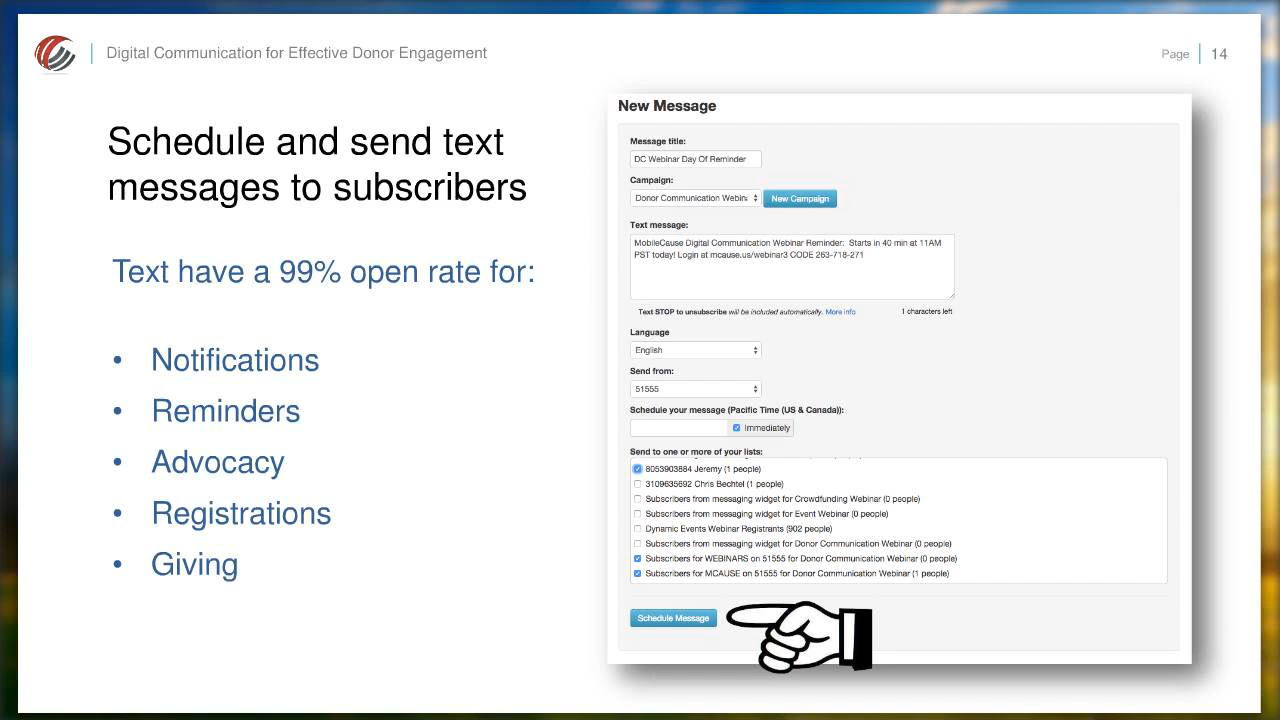 Digital Communication for Effective Donor Engagement
Page 14
Schedule and send text
messages to subscribers
Text have a 99% open rate for:
• Notifications
• Reminders
• Advocacy
• Registrations
• Giving
New Message
Message title:
DC Webinar Day Of Reminder
Campaign:
Donor Communication Webina
New Campaign
Text message:
MobileCause Digital Communication Webinar Reminder: Starts in 40 min at 11AM
PST today! Login at mcause.us/webinar3 CODE 263-718-271
Text STOP to unsubscribe will be included automatically. More info
1 characters left
Language
English
Send from:
51555
Schedule your message (Pacific Time (US & Canada)):
Immediately
Send to one or more of your lists:
8053903884 Jeremy (1 people)
3109635692 Chris Bechtel (1 people)
Subscribers from messaging widget for Crowdfunding Webinar (0 people)
Subscribers from messaging widget for Event Webinar (0 people)
Dynamic Events Webinar Registrants (902 people)
Subscribers from messaging widget for Donor Communication Webinar (0 people)
Subscribers for WEBINARS on 51555 for Donor Communication Webinar (0 people)
Subscribers for MCAUSE on 51555 for Donor Communication Webinar (1 people)
Schedule Message